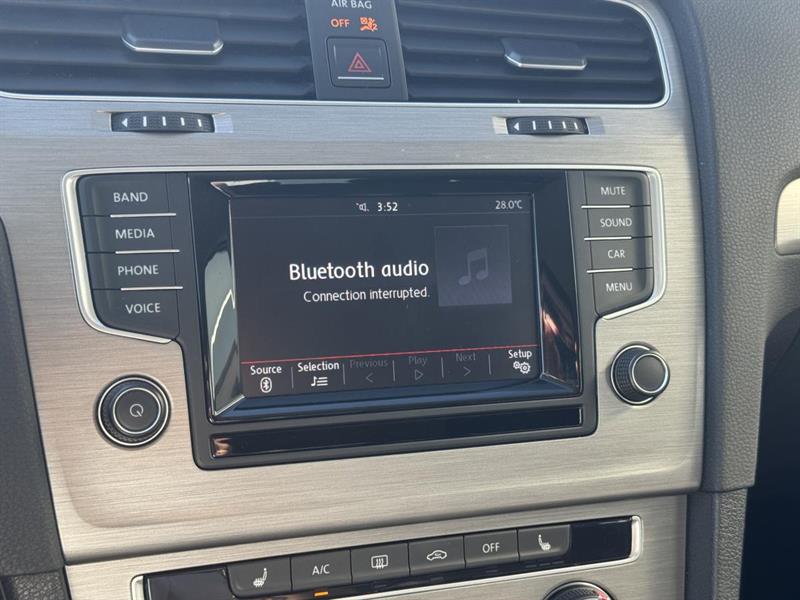 AIR BAG
OFF
BAND
MEDIA
PHONE
VOICE
3:52
28.0°C
Bluetooth audio
Connection interrupted.
Source
Selection
Previous
Play
Next
Setup
MUTE
SOUND
CAR
MENU
A/C
OFF